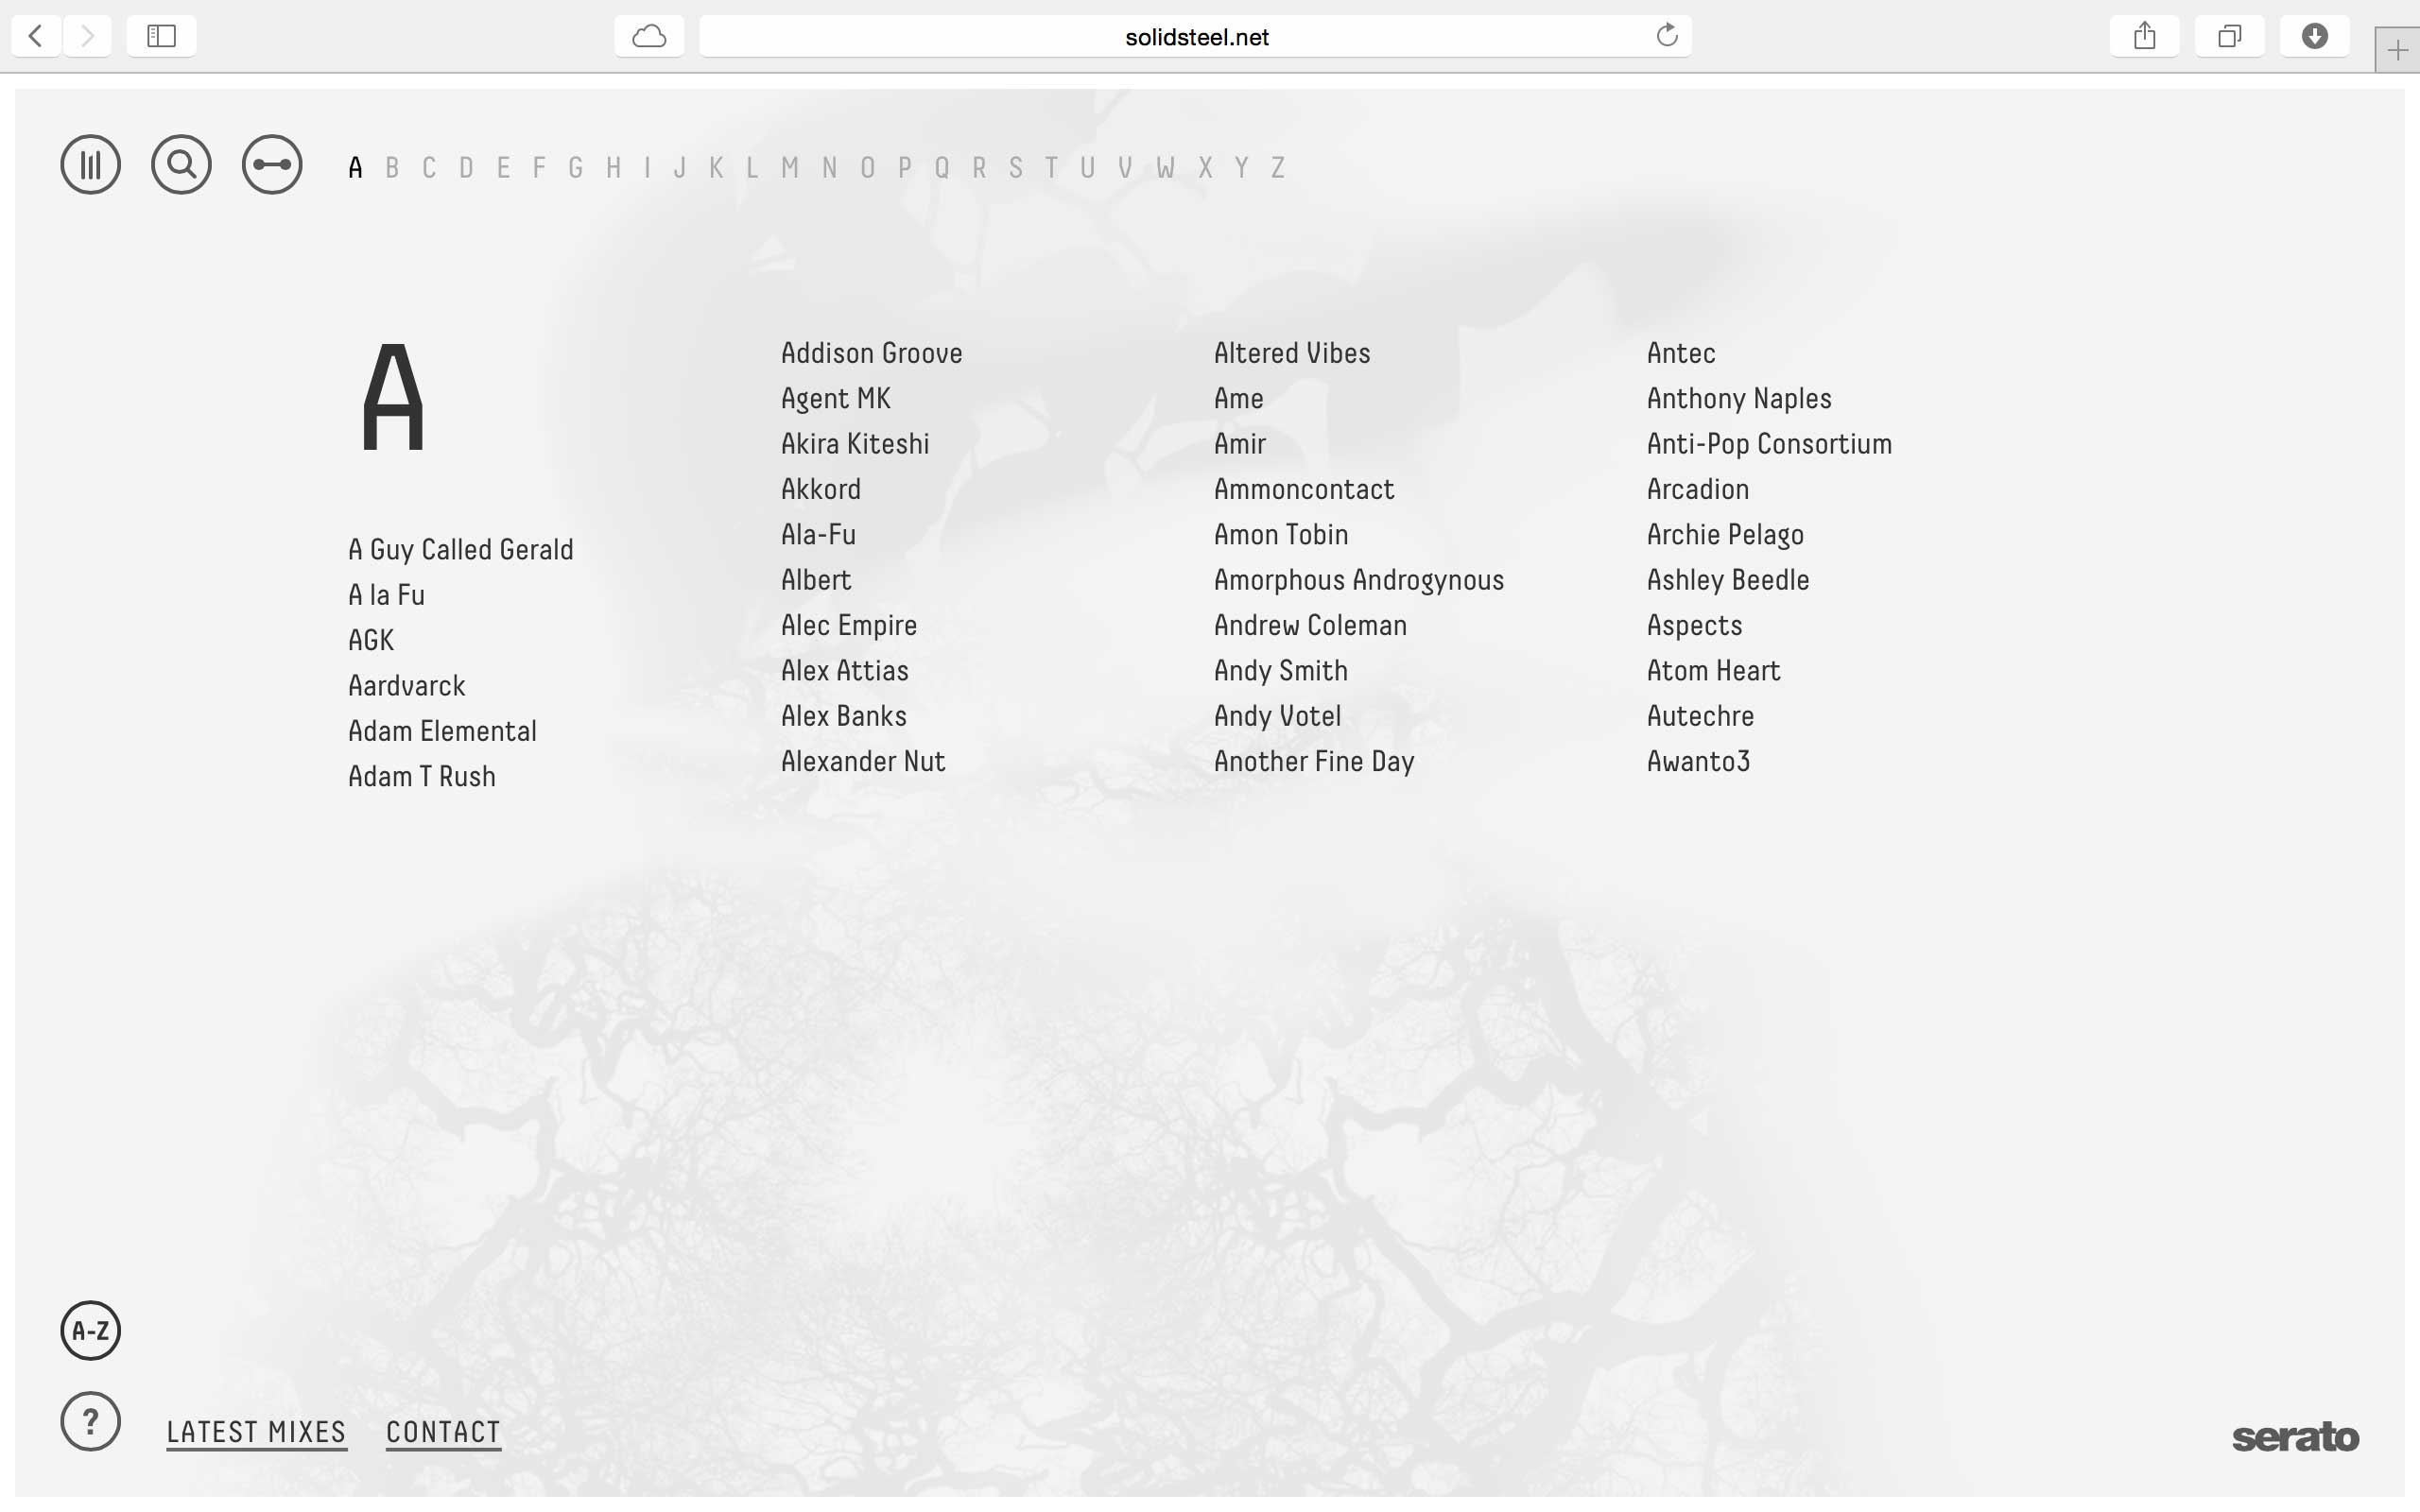 solidsteel.net
A B C D E F G H I J K L M N O P Q R S T U V W X Y Z
A
A Guy Called Gerald
A la Fu
AGK
Aardvarck
Adam Elemental
Adam T Rush
Addison Groove
Agent MK
Akira Kiteshi
Akkord
Ala-Fu
Albert
Alec Empire
Alex Attias
Alex Banks
Alexander Nut
Altered Vibes
Ame
Amir
Ammoncontact
Amon Tobin
Amorphous Androgynous
Andrew Coleman
Andy Smith
Andy Votel
Another Fine Day
Antec
Anthony Naples
Anti-Pop Consortium
Arcadion
Archie Pelago
Ashley Beedle
Aspects
Atom Heart
Autechre
Awanto3
A-Z
?
LATEST MIXES CONTACT
serato